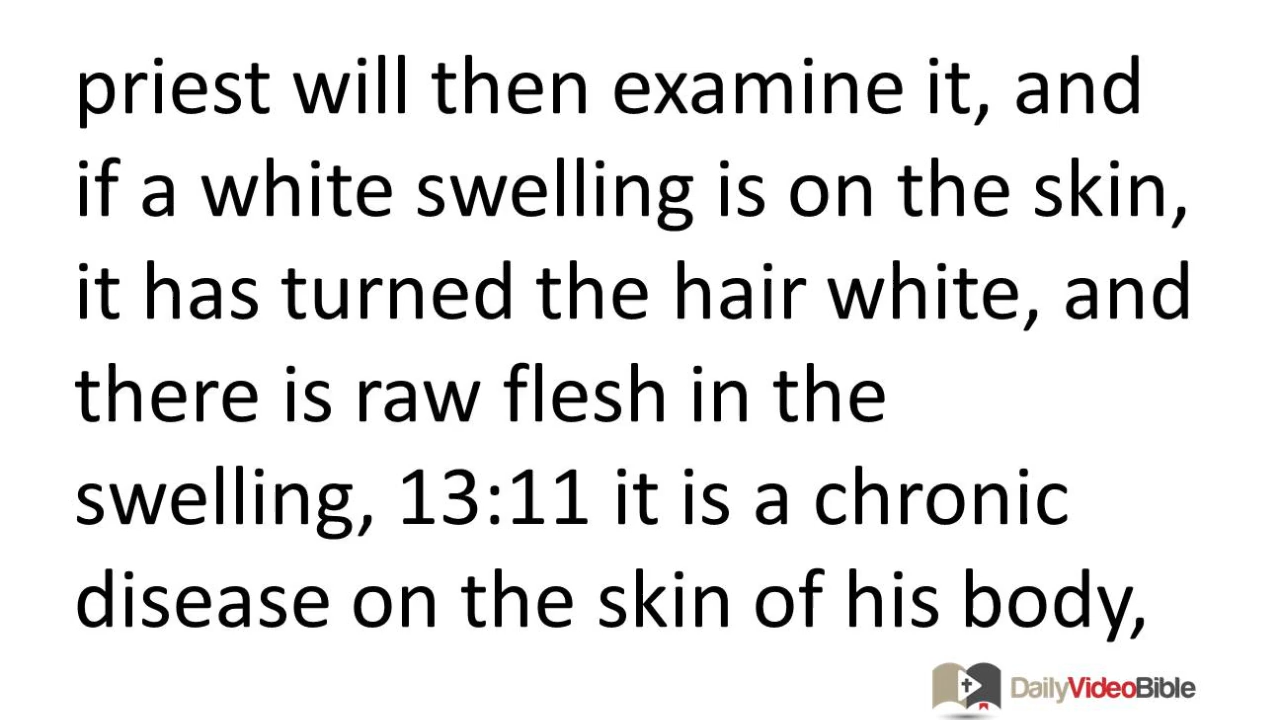 priest will then examine it, and
if a white swelling is on the skin,
it has turned the hair white, and
there is raw flesh in the
swelling, 13:11 it is a chronic
disease on the skin of his body,
DailyVideoBible